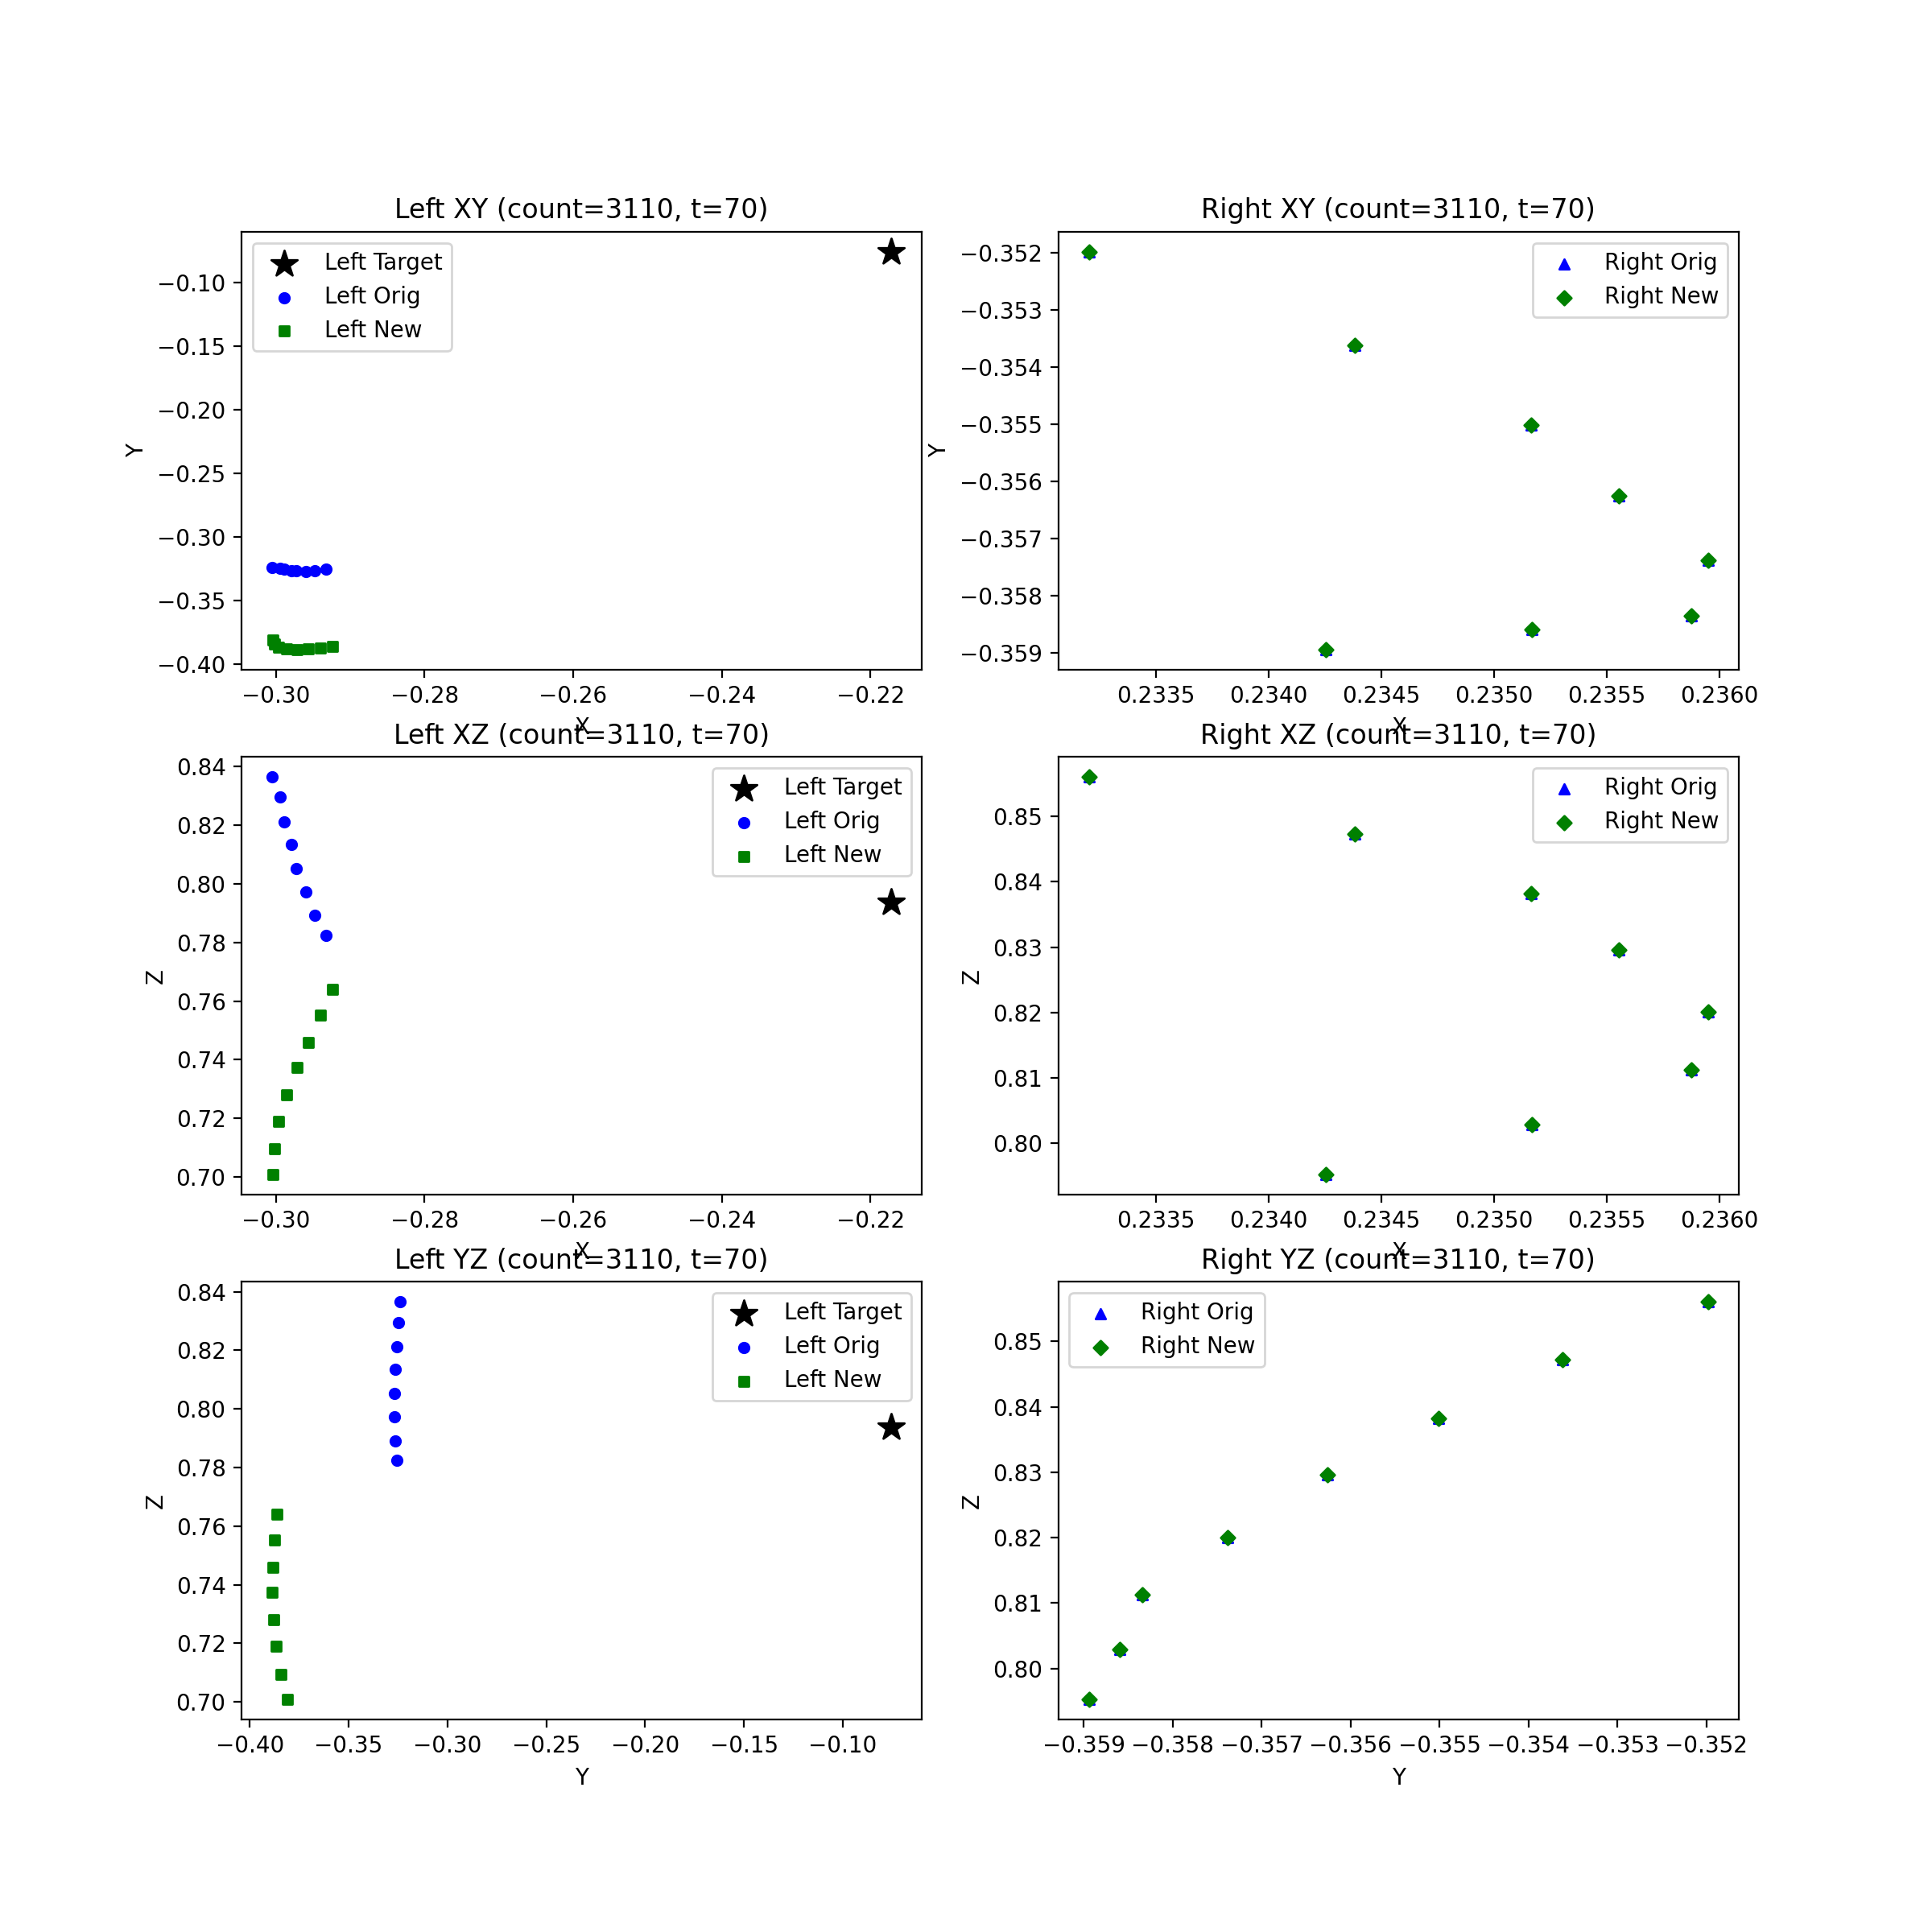 Left XY (count=3110, t=70)
Left Target
Left Orig
Left New
Y
−0.10
−0.15
−0.20
−0.25
−0.30
−0.35
−0.40
−0.30
−0.28
−0.26
−0.24
−0.22
X
Right XY (count=3110, t=70)
Right Orig
Right New
Y
−0.352
−0.353
−0.354
−0.355
−0.356
−0.357
−0.358
−0.359
0.2335
0.2340
0.2345
0.2350
0.2355
0.2360
X
Left XZ (count=3110, t=70)
Left Target
Left Orig
Left New
Z
0.84
0.82
0.80
0.78
0.76
0.74
0.72
0.70
−0.30
−0.28
−0.26
−0.24
−0.22
X
Right XZ (count=3110, t=70)
Right Orig
Right New
Z
0.85
0.84
0.83
0.82
0.81
0.80
0.2335
0.2340
0.2345
0.2350
0.2355
0.2360
X
Left YZ (count=3110, t=70)
Left Target
Left Orig
Left New
Z
0.84
0.82
0.80
0.78
0.76
0.74
0.72
0.70
−0.40
−0.35
−0.30
−0.25
−0.20
−0.15
−0.10
Y
Right YZ (count=3110, t=70)
Right Orig
Right New
Z
0.85
0.84
0.83
0.82
0.81
0.80
−0.359
−0.358
−0.357
−0.356
−0.355
−0.354
−0.353
−0.352
Y